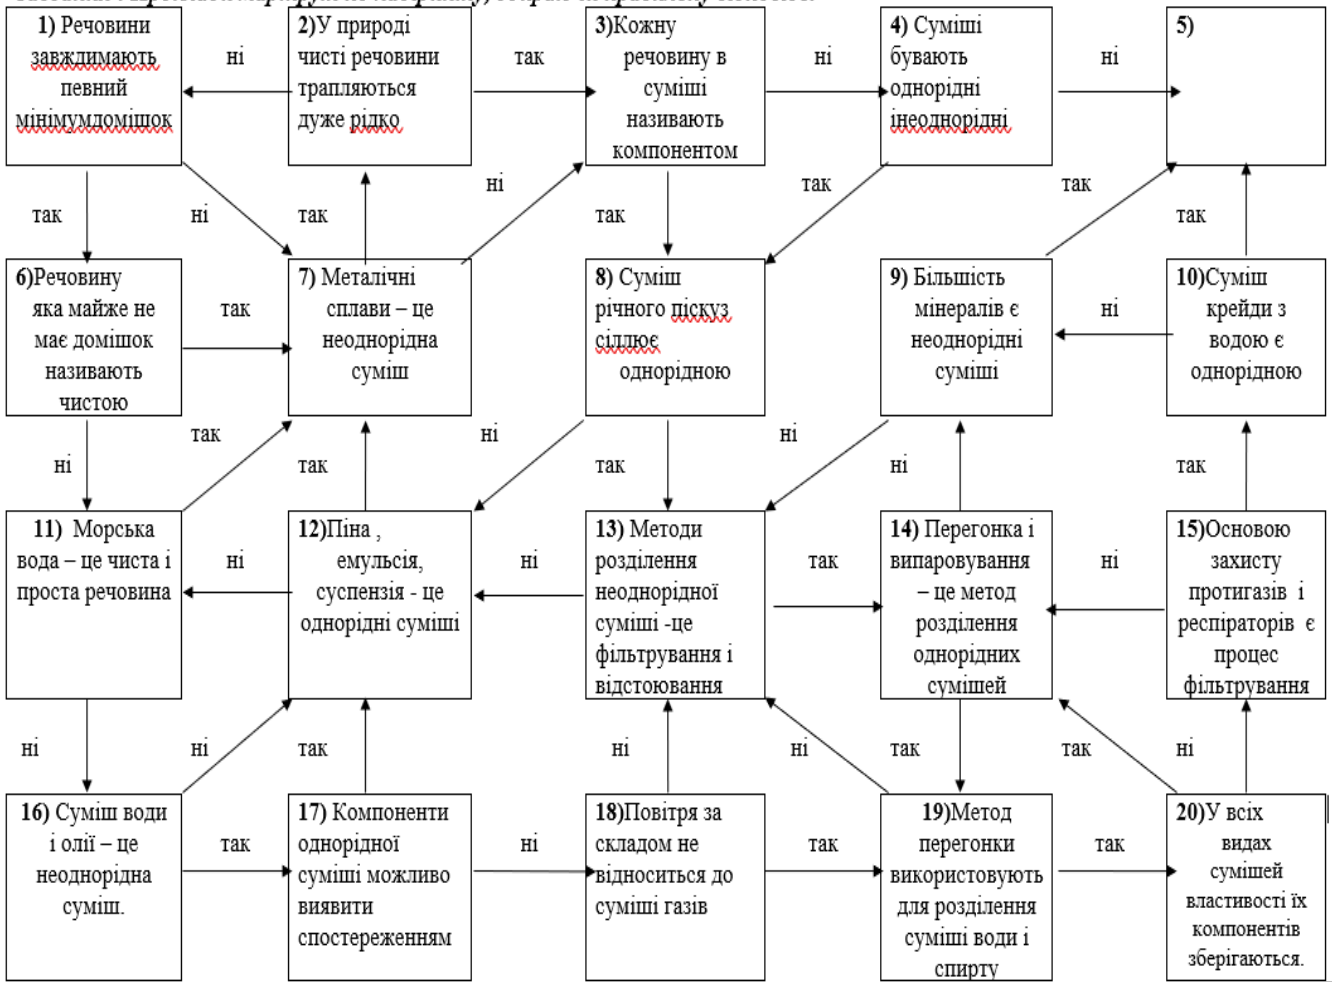 1) Речовини
завждимають
певний
мінімумдомішок
ні
2)У природі
чисті речовини
трапляються
дуже рідко
так
3)Кожну
речовину в
суміші
називають
компонентом
ні
4) Суміші
бувають
однорідні
інеоднорідні
ні
5)
так
ні
так
ні
так
так
так
так
6)Речовину
яка майже не
має домішок
називають
чистою
так
7) Металічні
сплави – це
неоднорідна
суміш
8) Суміш
річного піскуз
сіллює
однорідною
9) Більшість
мінералів є
неоднорідні
суміші
ні
10)Суміш
крейди з
водою є
однорідною
ні
так
так
ні
так
ні
ні
так
11) Морська
вода – це чиста і
проста речовина
ні
12)Піна ,
емульсія,
суспензія - це
однорідні суміші
ні
13) Методи
розділення
неоднорідної
суміші -це
фільтрування і
відстоювання
так
14) Перегонка і
випаровування
– це метод
розділення
однорідних
сумішей
ні
15)Основою
захисту
протигазів і
респіраторів є
процес
фільтрування
ні
ні
так
ні
ні
так
так
ні
16) Суміш води
і олії – це
неоднорідна
суміш.
так
17) Компоненти
однорідної
суміші можливо
виявити
спостереженням
ні
18)Повітря за
складом не
відноситься до
суміші газів
так
19)Метод
перегонки
використовують
для розділення
суміші води і
спирту
так
20)У всіх
видах
сумішей
властивості їх
компонентів
зберігаються.